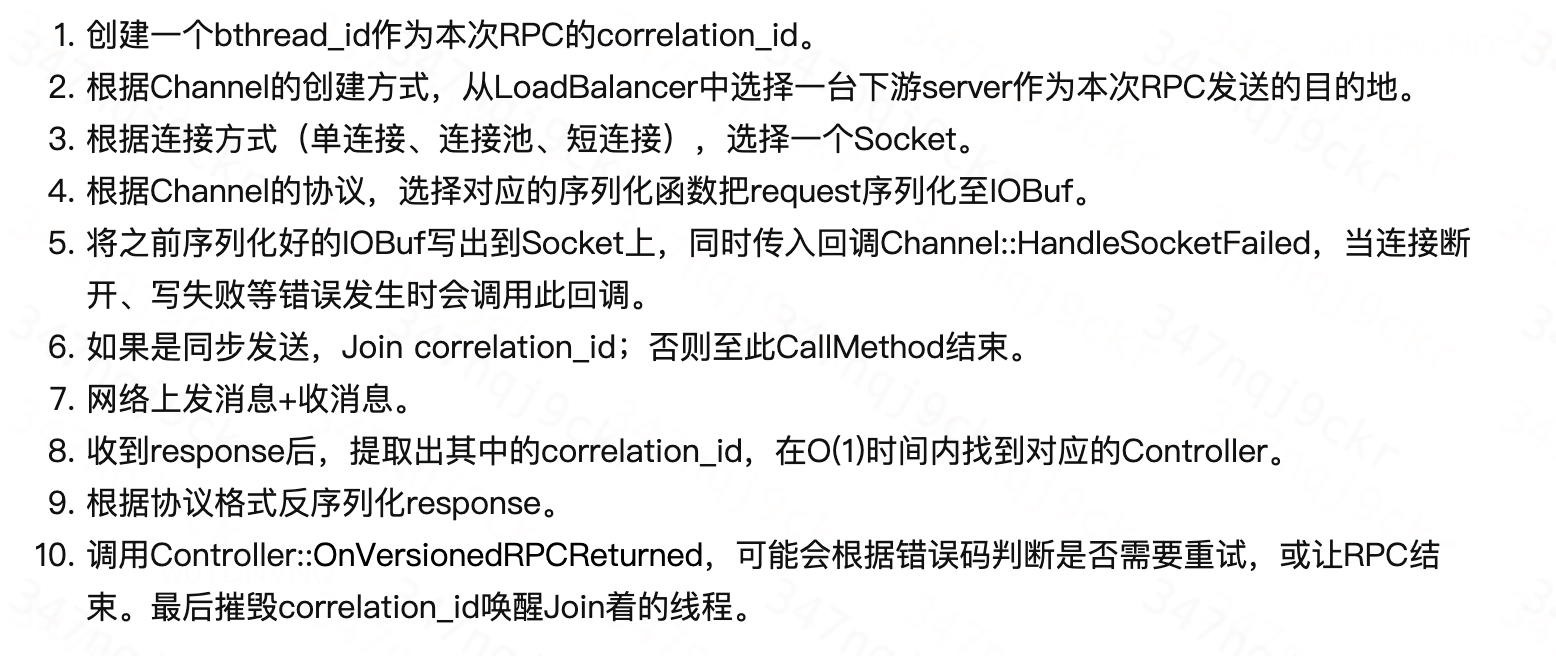 1. 创建一个bthread_id作为本次RPC的correlation_id。
2. 根据Channel的创建方式，从LoadBalancer中选择一台下游server作为本次RPC发送的目的地。
3. 根据连接方式（单连接、连接池、短连接），选择一个Socket。
4. 根据Channel的协议，选择对应的序列化函数把request序列化至IOBuf。
5. 将之前序列化好的IOBuf写出到Socket上，同时传入回调Channel::HandleSocketFailed，当连接断
开、写失败等错误发生时会调用此回调。
6. 如果是同步发送，Join correlation_id；否则至此CallMethod结束。
7. 网络上发消息+收消息。
8. 收到response后，提取出其中的correlation_id，在O(1)时间内找到对应的Controller。
9. 根据协议格式反序列化response。
10. 调用Controller::OnVersionedRPCReturned，可能会根据错误码判断是否需要重试，或让RPC结
束。最后摧毁correlation_id唤醒Join着的线程。
347nqj9ckr